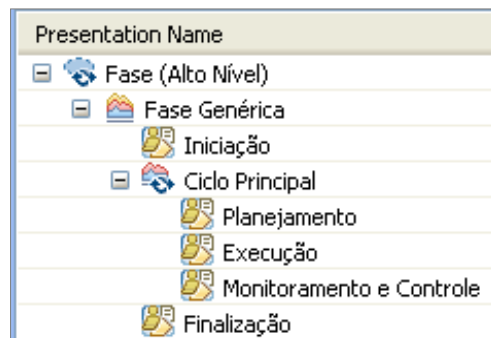 Presentation Name
Fase (Alto Nível)
Fase Genérica
Iniciação
Ciclo Principal
Planejamento
Execução
Monitoramento e Controle
Finalização